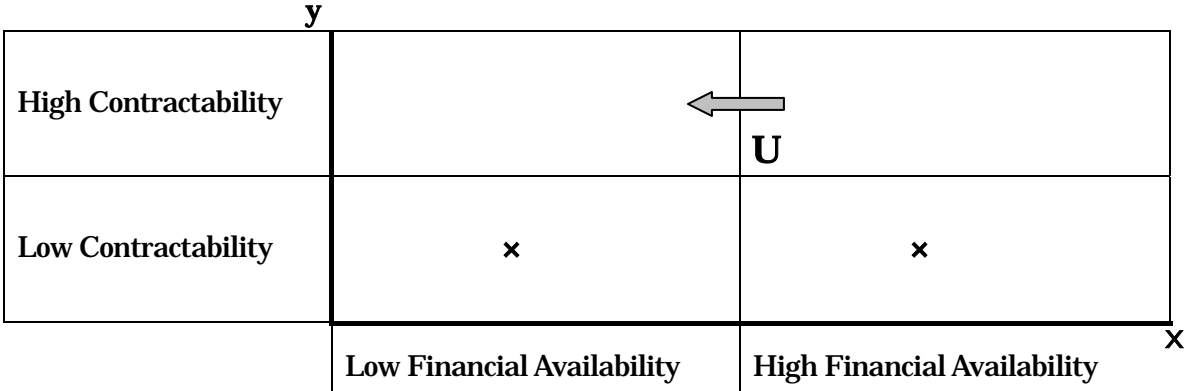 y
High Contractability
U
Low Contractability
× ×
x
Low Financial Availability High Financial Availability